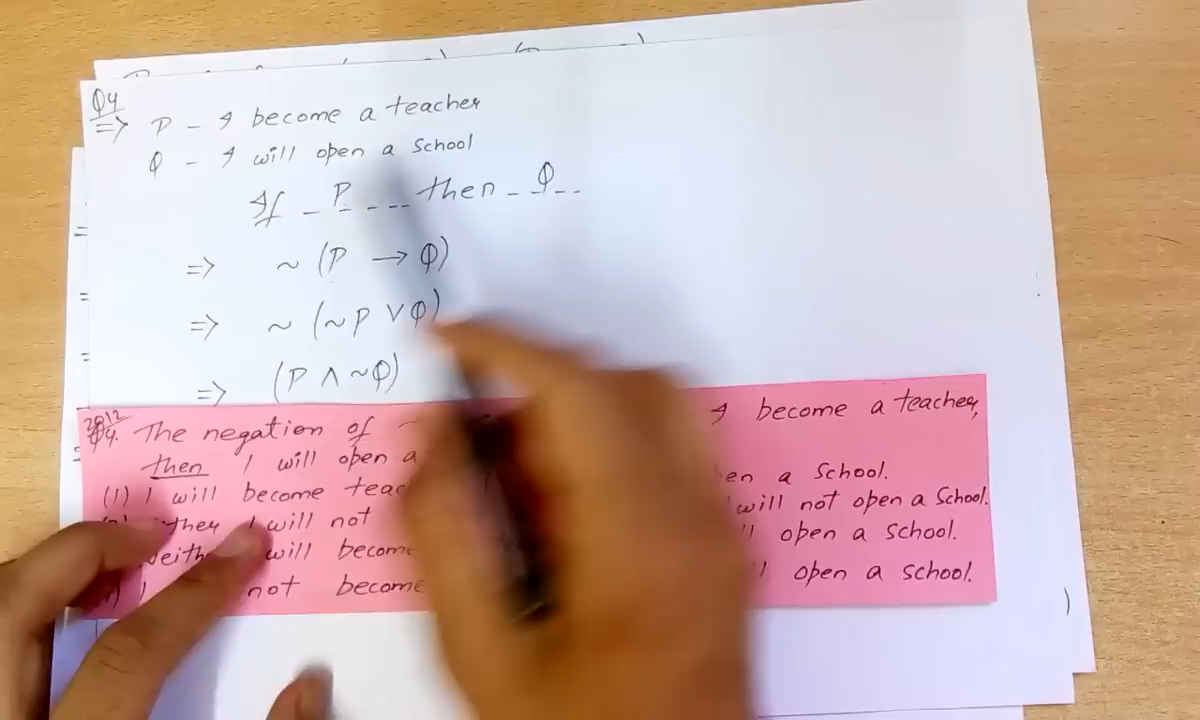 Q4
=> P - I become a teacher
Q - I will open a School
If _ P _ _ _ then _ Q _ _
=> ~ (P → Q)
=> ~ (~P ∨ Q)
=> (P ∧ ~Q)
2012
Q4. The negation of I become a teacher,
then I will open a
(1) I will become a School.
I will not will not open a School.
will become open a school.
not become open a school.